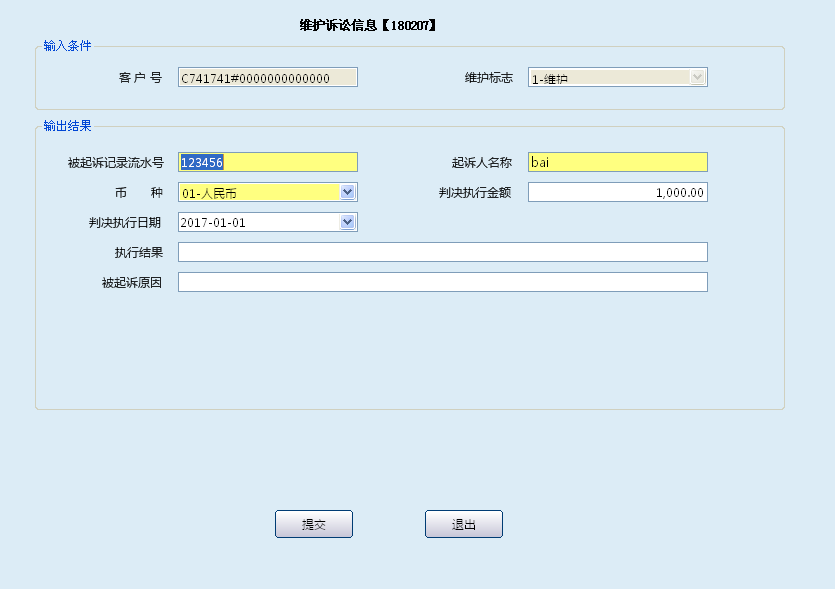 维护诉讼信息【180207】
输入条件
客 户 号 C741741#0000000000000 维护标志 1-维护
输出结果
被起诉记录流水号 123456 起诉人名称 bai
币 种 01-人民币 判决执行金额 1,000.00
判决执行日期 2017-01-01
执行结果
被起诉原因
提交 退出